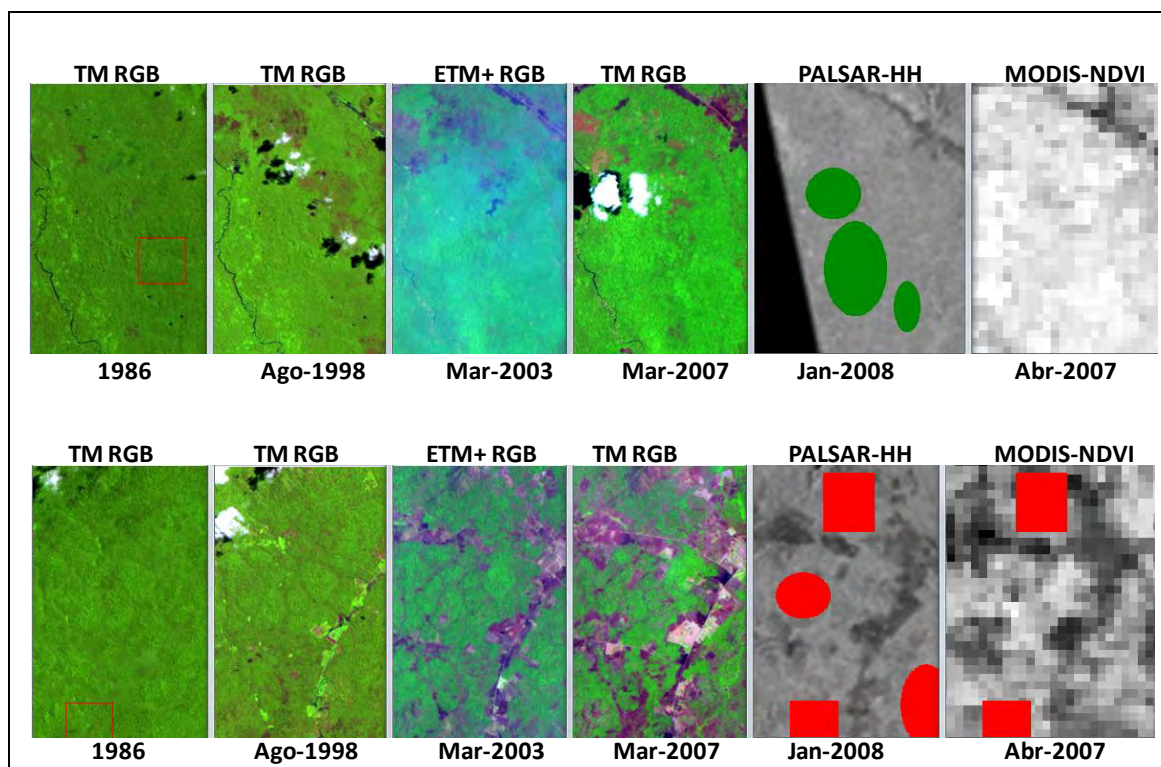 TM RGB TM RGB ETM+ RGB TM RGB PALSAR-HH MODIS-NDVI
1986 Ago-1998 Mar-2003 Mar-2007 Jan-2008 Abr-2007
TM RGB TM RGB ETM+ RGB TM RGB PALSAR-HH MODIS-NDVI
1986 Ago-1998 Mar-2003 Mar-2007 Jan-2008 Abr-2007